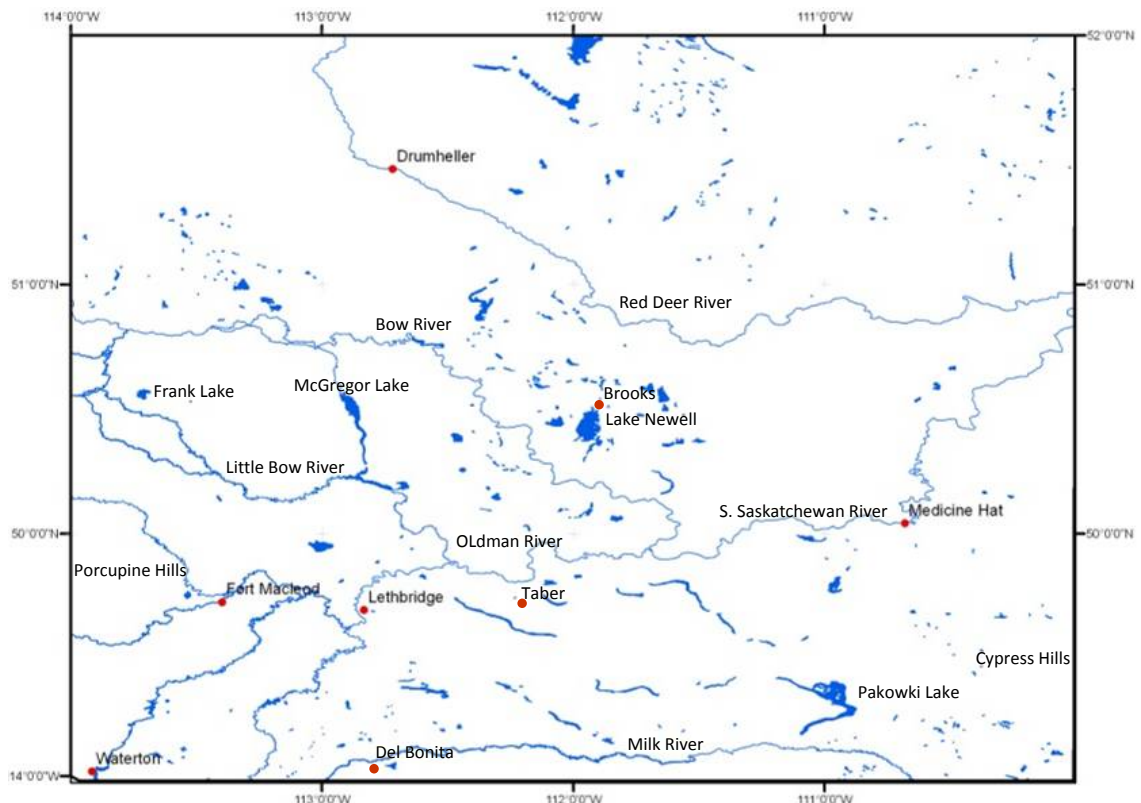 114°0'0"W 113°0'0"W 112°0'0"W 111°0'0"W
52°0'0"N
Drumheller
51°0'0"N 51°0'0"N
Red Deer River
Bow River
Frank Lake
McGregor Lake
Brooks
Lake Newell
Little Bow River
S. Saskatchewan River
Medicine Hat
50°0'0"N 50°0'0"N
OLdman River
Porcupine Hills
Fort Macleod
Lethbridge
Taber
Cypress Hills
Pakowki Lake
Milk River
Del Bonita
Waterton
14°0'0"W
113°0'0"W 112°0'0"W 111°0'0"W